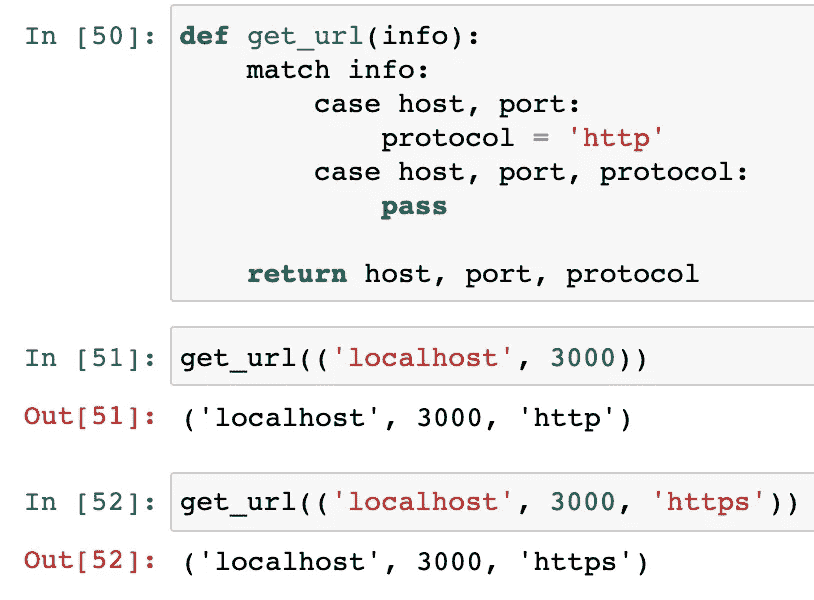 In [50]: def get_url(info):
    match info:
        case host, port:
            protocol = 'http'
        case host, port, protocol:
            pass
    return host, port, protocol
In [51]: get_url(('localhost', 3000))
Out[51]: ('localhost', 3000, 'http')
In [52]: get_url(('localhost', 3000, 'https'))
Out[52]: ('localhost', 3000, 'https')